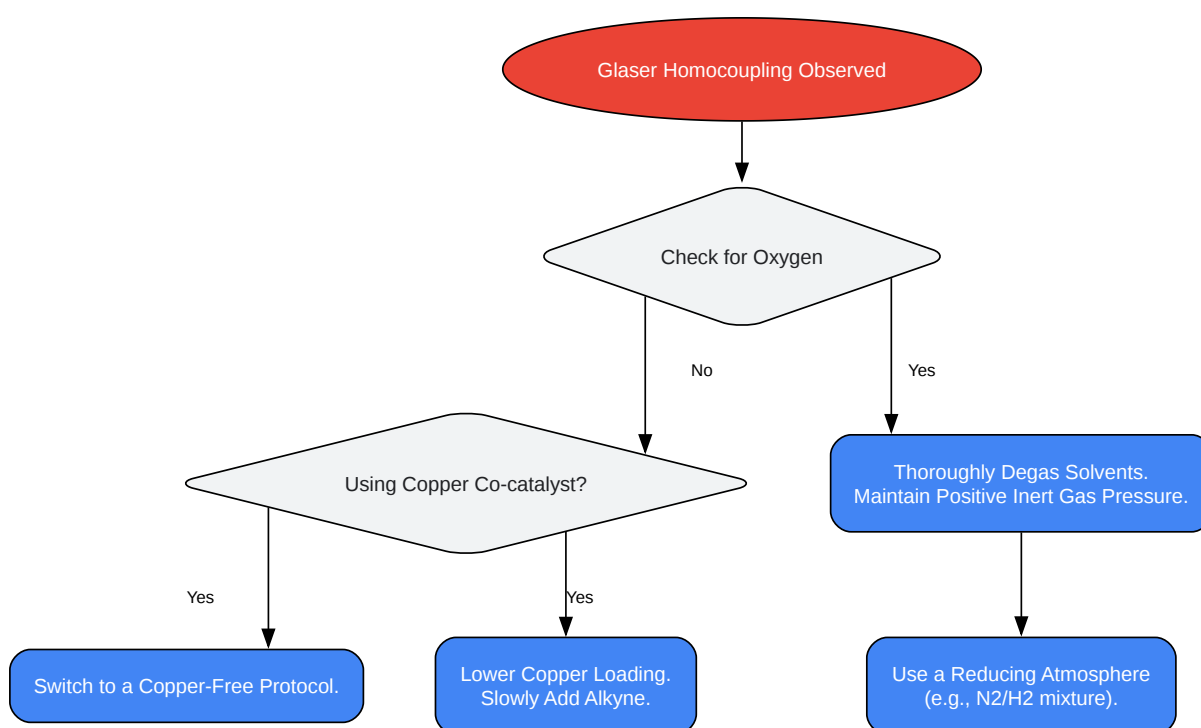 Glaser Homocoupling Observed
Check for Oxygen
No
Yes
Using Copper Co-catalyst?
Thoroughly Degas Solvents.
Maintain Positive Inert Gas Pressure.
Yes
Yes
Switch to a Copper-Free Protocol.
Lower Copper Loading.
Slowly Add Alkyne.
Use a Reducing Atmosphere
(e.g., N2/H2 mixture).